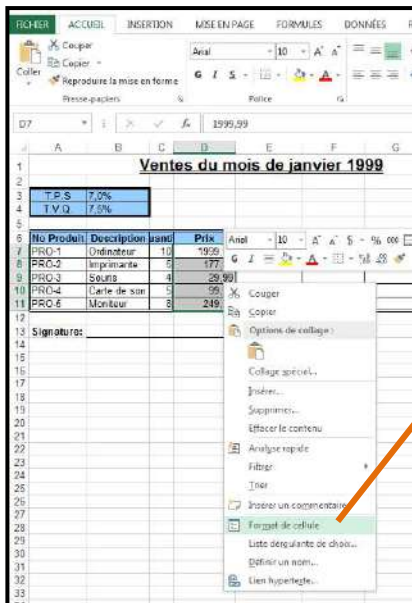 FICHIER ACCUEIL INSERTION MISE EN PAGE FORMULES DONNÉES
Couper
Copier
Coller
Reproduire la mise en forme
Arial 10 A A
G I S A
Presse-papiers Police
D7 fx 1999,99
A B C D E F G
1 Ventes du mois de janvier 1999
2
3 T.P.S 7,0%
4 T.V.Q. 7,5%
5
6 No Produit Description uanti Prix
Arial 10 A A $ % 000
G I A
7 PRO-1 Ordinateur 10 1999,
8 PRO-2 Imprimante 5 177,
9 PRO-3 Souris 4 29,99
10 PRO-4 Carte de son 5 99,
11 PRO-5 Moniteur 8 249,
12
13 Signature:
14
15
16
17
18
19
20
21
22
23
24
25
26
27
28
29
30
31
32
33
Couper
Copier
Options de collage :
Collage spécial...
Insérer...
Supprimer...
Effacer le contenu
Analyse rapide
Filtrer
Trier
Insérer un commentaire
Format de cellule
Liste déroulante de choix...
Définir un nom...
Lien hypertexte...